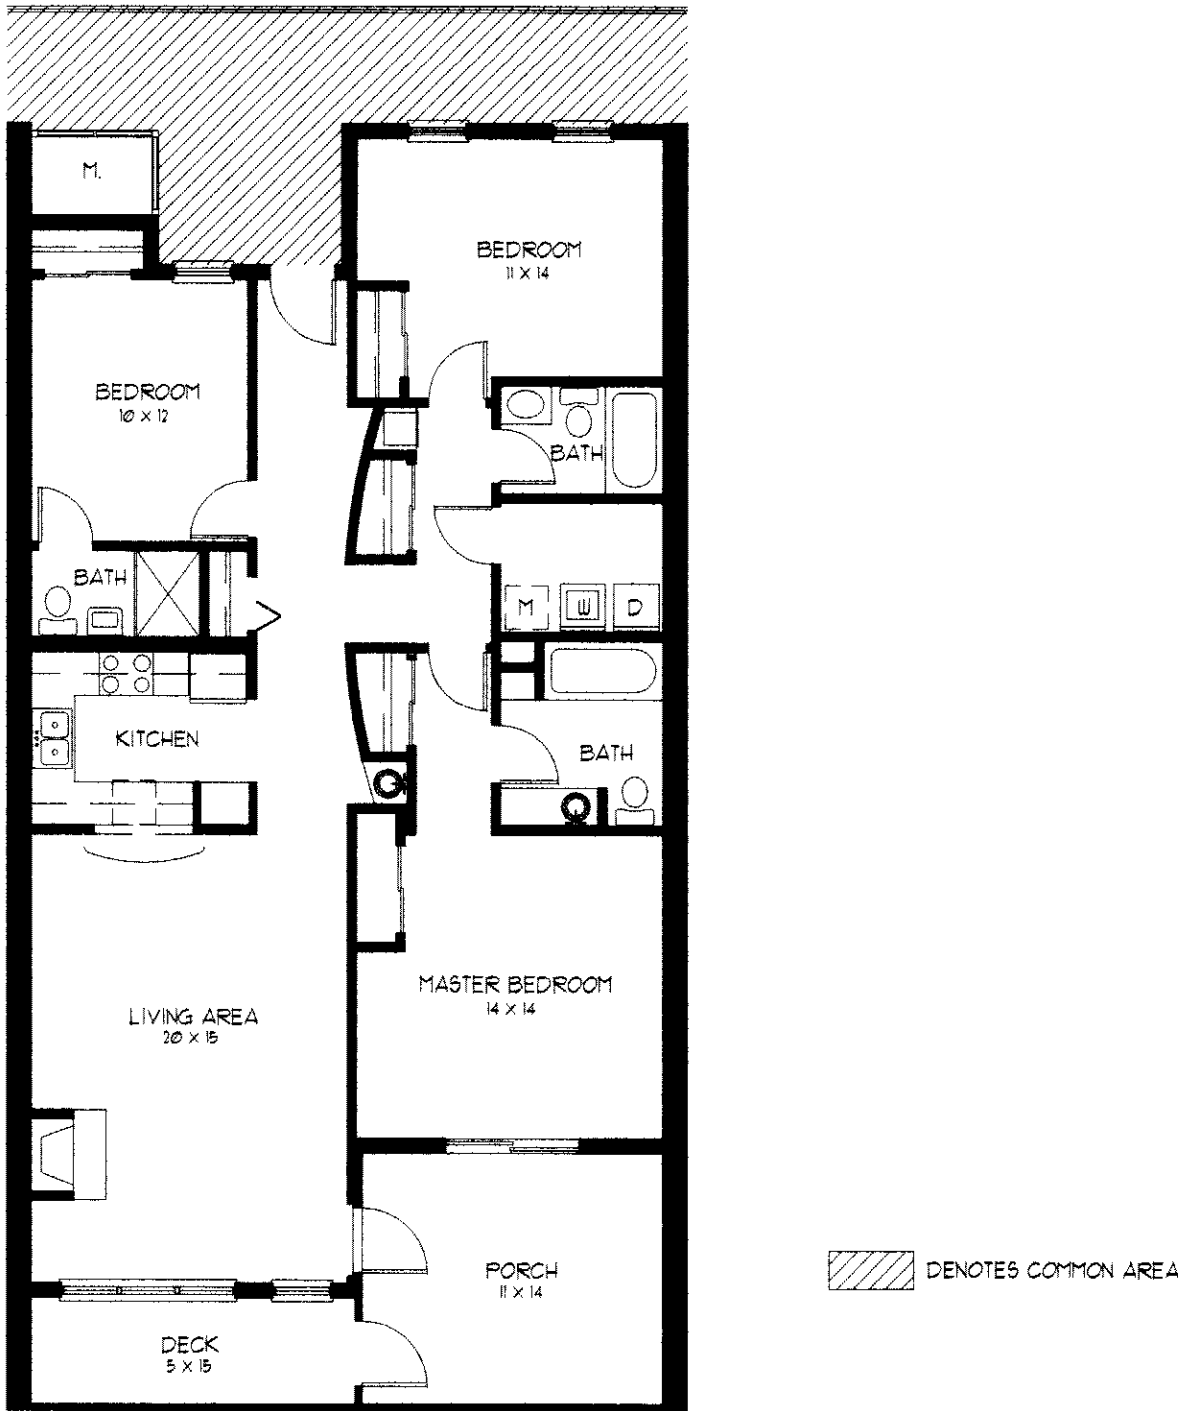 M.
BEDROOM
11 X 14
BEDROOM
10 X 12
BATH
BATH
M
W
D
KITCHEN
BATH
MASTER BEDROOM
14 X 14
LIVING AREA
20 X 15
PORCH
11 X 14
DENOTES COMMON AREA
DECK
5 X 15